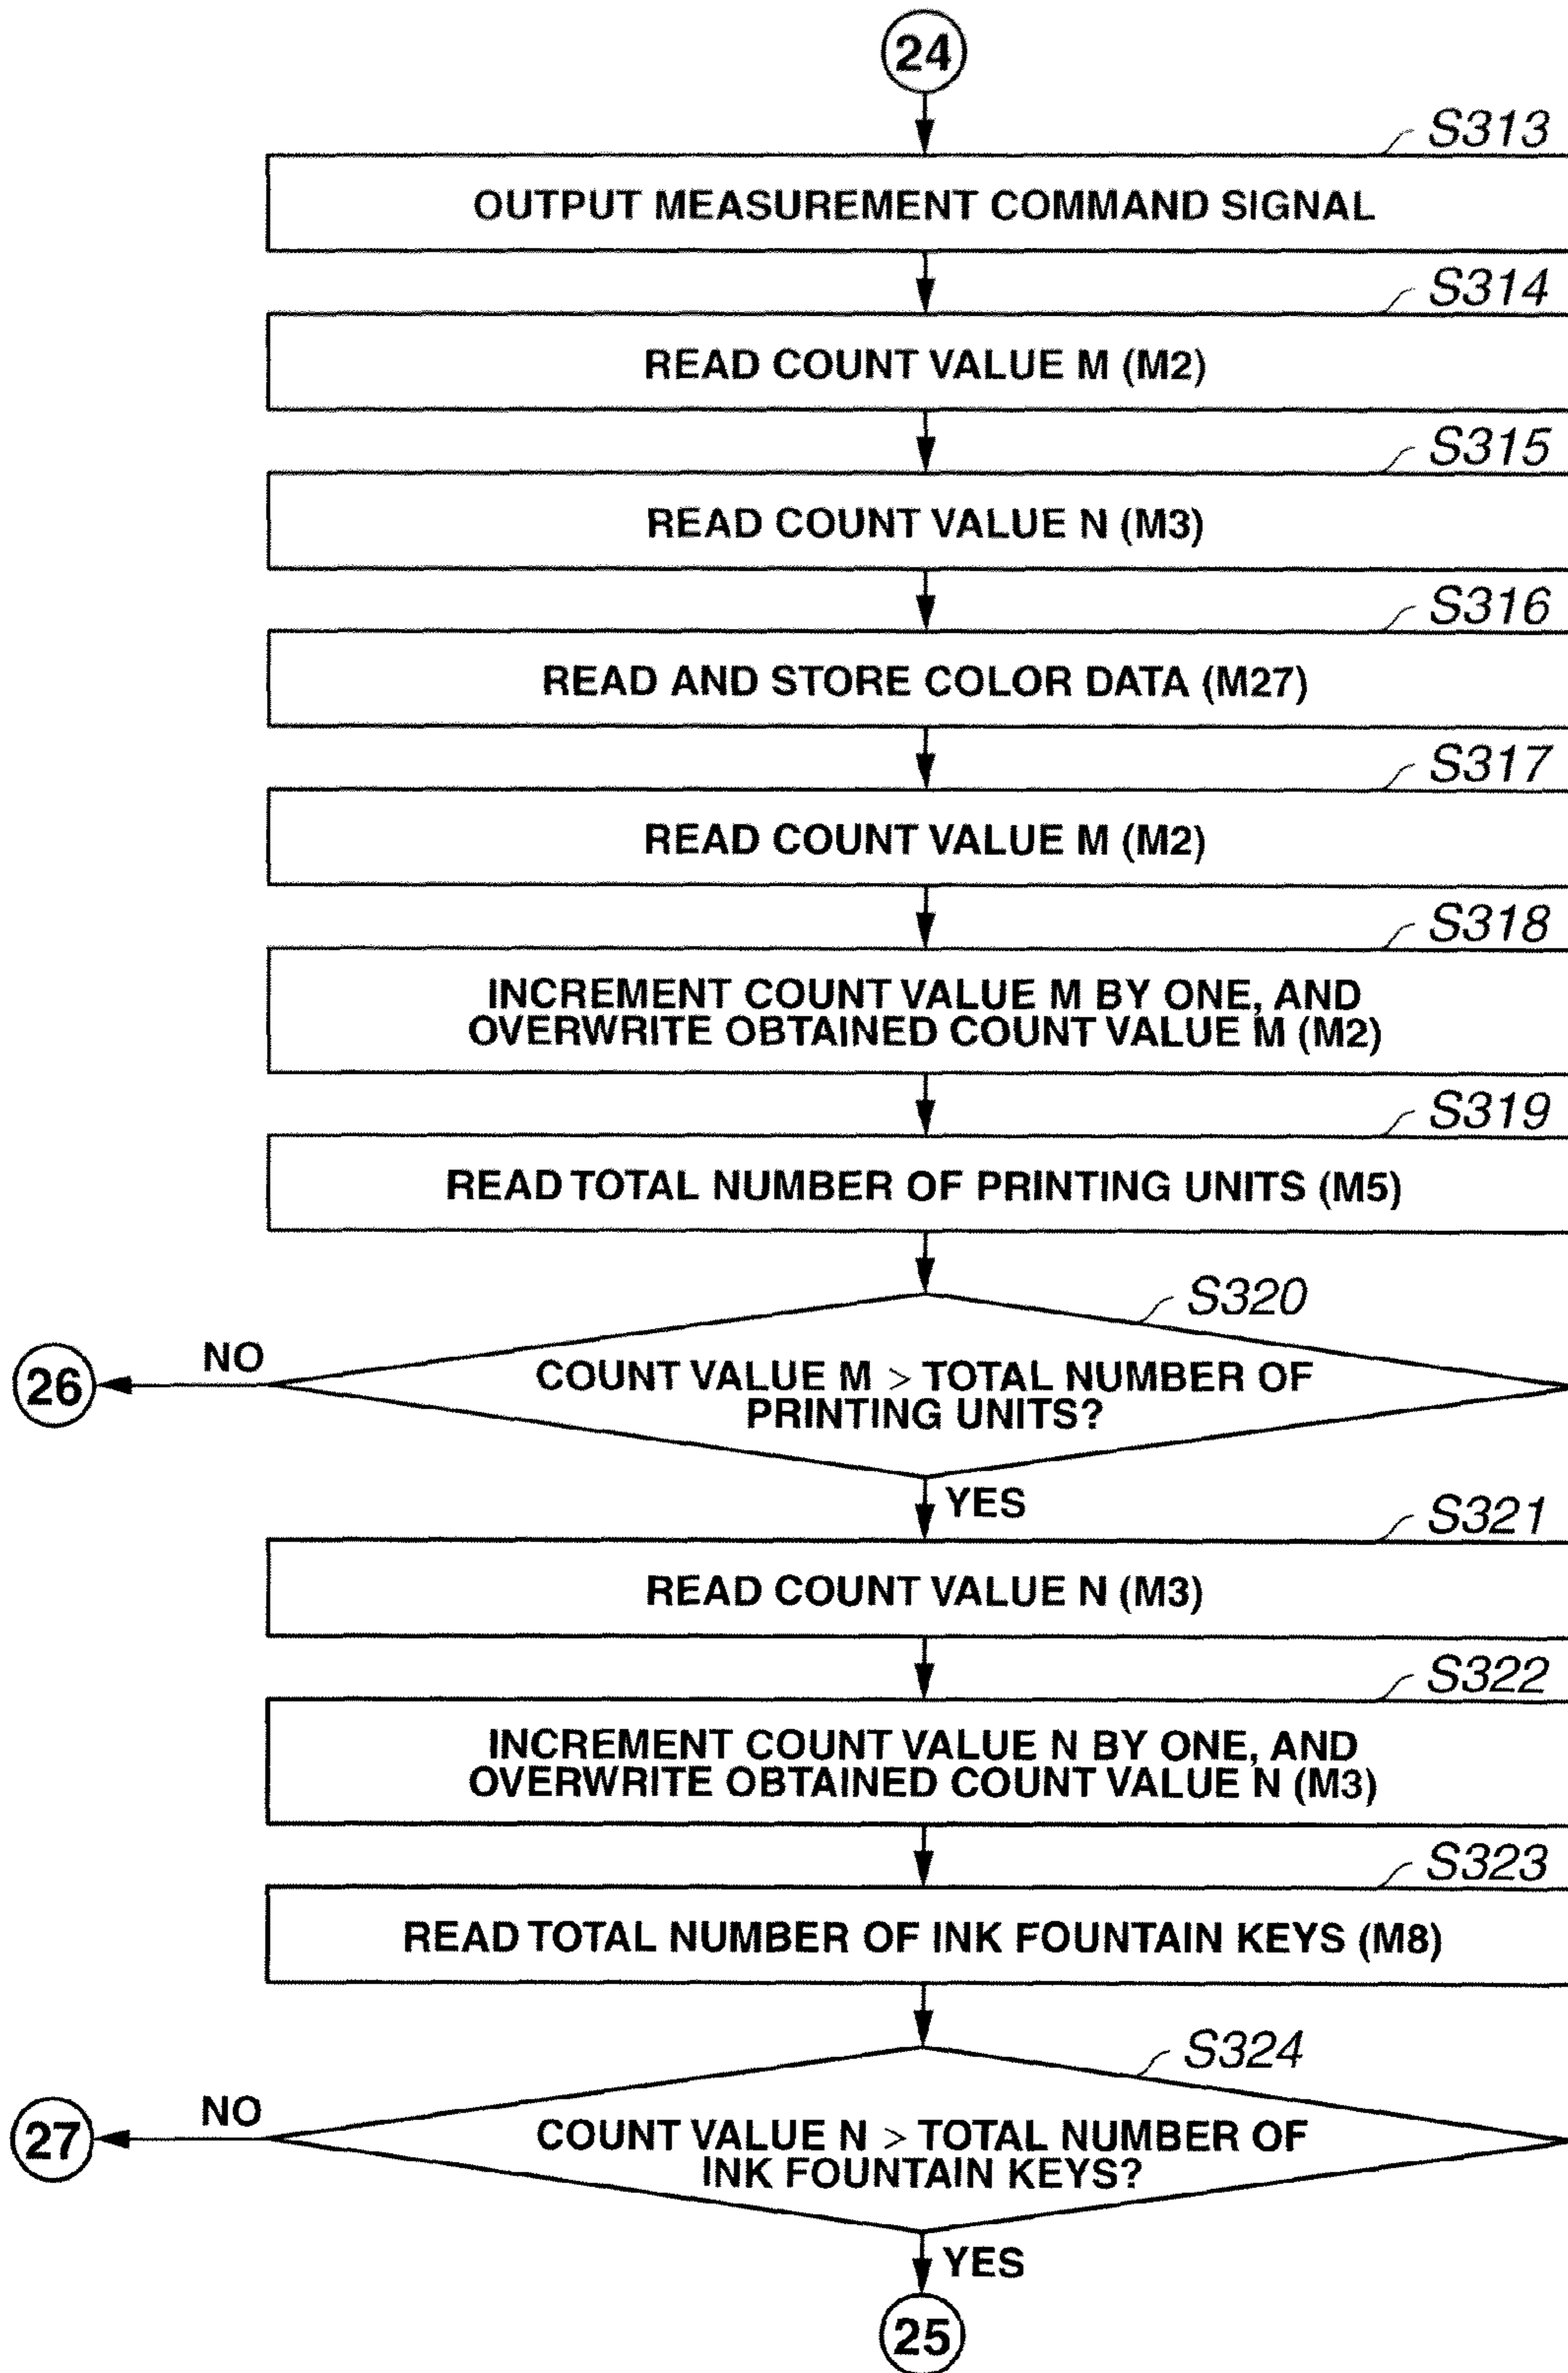 24
S313
OUTPUT MEASUREMENT COMMAND SIGNAL
S314
READ COUNT VALUE M (M2)
S315
READ COUNT VALUE N (M3)
S316
READ AND STORE COLOR DATA (M27)
S317
READ COUNT VALUE M (M2)
S318
INCREMENT COUNT VALUE M BY ONE, AND
OVERWRITE OBTAINED COUNT VALUE M (M2)
S319
READ TOTAL NUMBER OF PRINTING UNITS (M5)
S320
26
NO
COUNT VALUE M > TOTAL NUMBER OF
PRINTING UNITS?
YES
S321
READ COUNT VALUE N (M3)
S322
INCREMENT COUNT VALUE N BY ONE, AND
OVERWRITE OBTAINED COUNT VALUE N (M3)
S323
READ TOTAL NUMBER OF INK FOUNTAIN KEYS (M8)
S324
27
NO
COUNT VALUE N > TOTAL NUMBER OF
INK FOUNTAIN KEYS?
YES
25